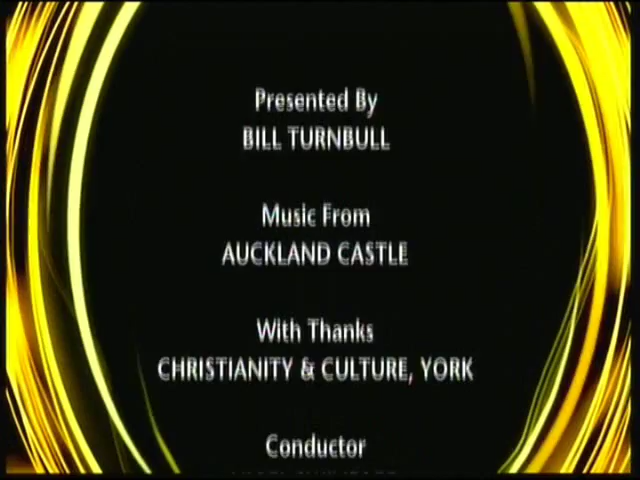 Presented By
BILL TURNBULL
Music From
AUCKLAND CASTLE
With Thanks
CHRISTIANITY & CULTURE, YORK
Conductor